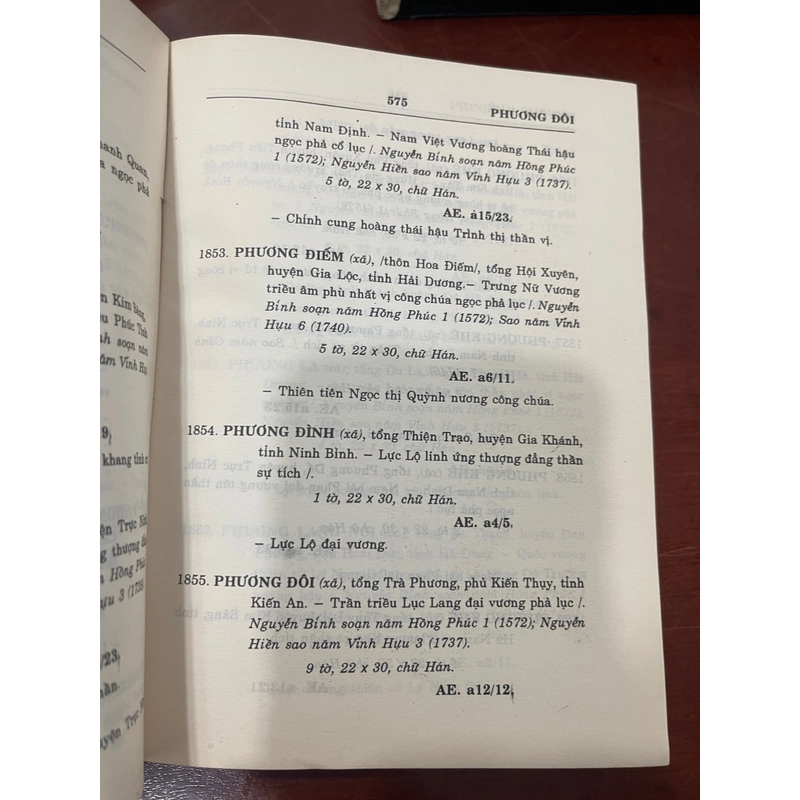 575
PHƯƠNG ĐÔI
tỉnh Nam Định. – Nam Việt Vương hoàng Thái hậu
ngọc phả cổ lục /. Nguyễn Bính soạn năm Hồng Phúc
1 (1572); Nguyễn Hiền sao năm Vĩnh Hựu 3 (1737).
5 tờ, 22 x 30, chữ Hán.
AE. a15/23.
– Chính cung hoàng thái hậu Trình thị thần vị.
1853. PHƯƠNG ĐIẾM (xã), /thôn Hoa Điếm/, tổng Hội Xuyên,
huyện Gia Lộc, tỉnh Hải Dương.– Trưng Nữ Vương
triều âm phù nhất vị công chúa ngọc phả lục /. Nguyễn
Bính soạn năm Hồng Phúc 1 (1572); Sao năm Vĩnh
Hựu 6 (1740).
5 tờ, 22 x 30, chữ Hán.
AE. a6/11.
– Thiên tiên Ngọc thị Quỳnh nương công chúa.
1854. PHƯƠNG ĐÌNH (xã), tổng Thiện Trạo, huyện Gia Khánh,
tỉnh Ninh Bình. – Lực Lộ linh ứng thượng đẳng thần
sự tích /.
1 tờ, 22 x 30, chữ Hán.
AE. a4/5.
– Lực Lộ đại vương.
1855. PHƯƠNG ĐÔI (xã), tổng Trà Phương, phủ Kiến Thụy, tỉnh
Kiến An. – Trần triều Lục Lang đại vương phả lục /.
Nguyễn Bính soạn năm Hồng Phúc 1 (1572); Nguyễn
Hiền sao năm Vĩnh Hựu 3 (1737).
9 tờ, 22 x 30, chữ Hán.
AE. a12/12.